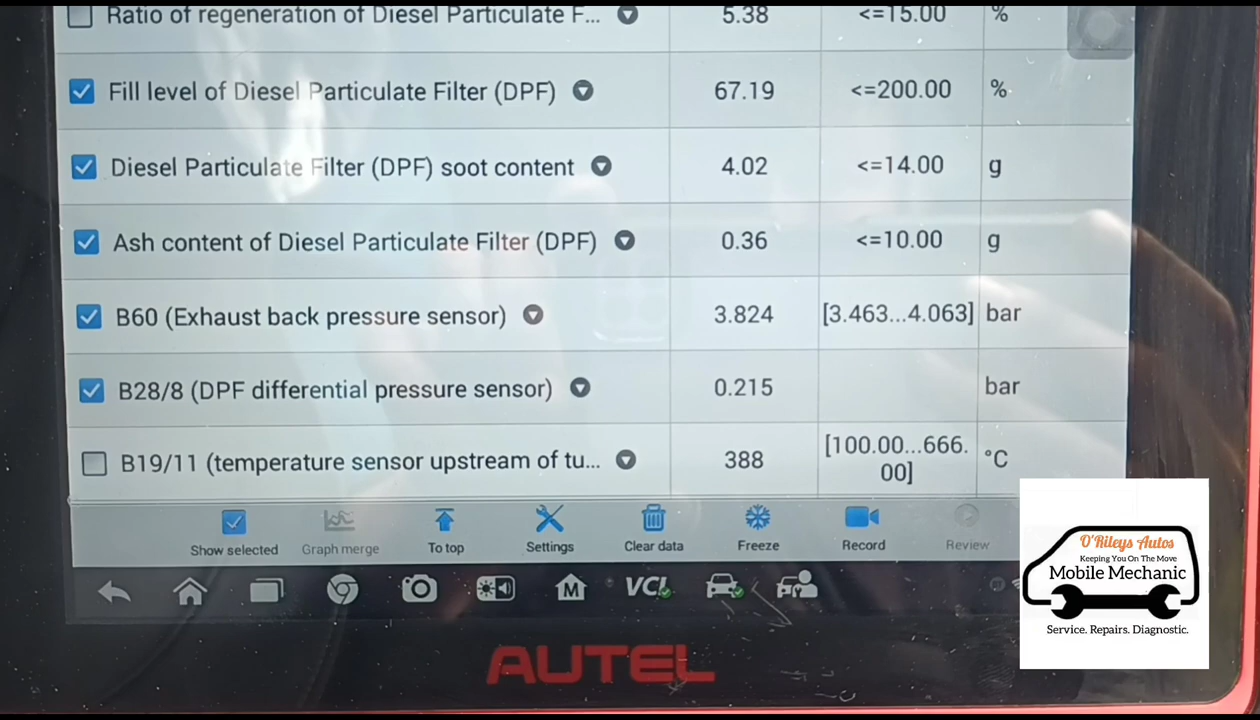 Ratio of regeneration of Diesel Particulate F... 5.38 <=15.00 %
Fill level of Diesel Particulate Filter (DPF) 67.19 <=200.00 %
Diesel Particulate Filter (DPF) soot content 4.02 <=14.00 g
Ash content of Diesel Particulate Filter (DPF) 0.36 <=10.00 g
B60 (Exhaust back pressure sensor) 3.824 [3.463...4.063] bar
B28/8 (DPF differential pressure sensor) 0.215 bar
B19/11 (temperature sensor upstream of tu... 388 [100.00...666.
00] °C
Show selected Graph merge To top Settings Clear data Freeze Record Review
M VCI
AUTEL
O'Rileys Autos
Keeping You On The Move
Mobile Mechanic
Service. Repairs. Diagnostic.